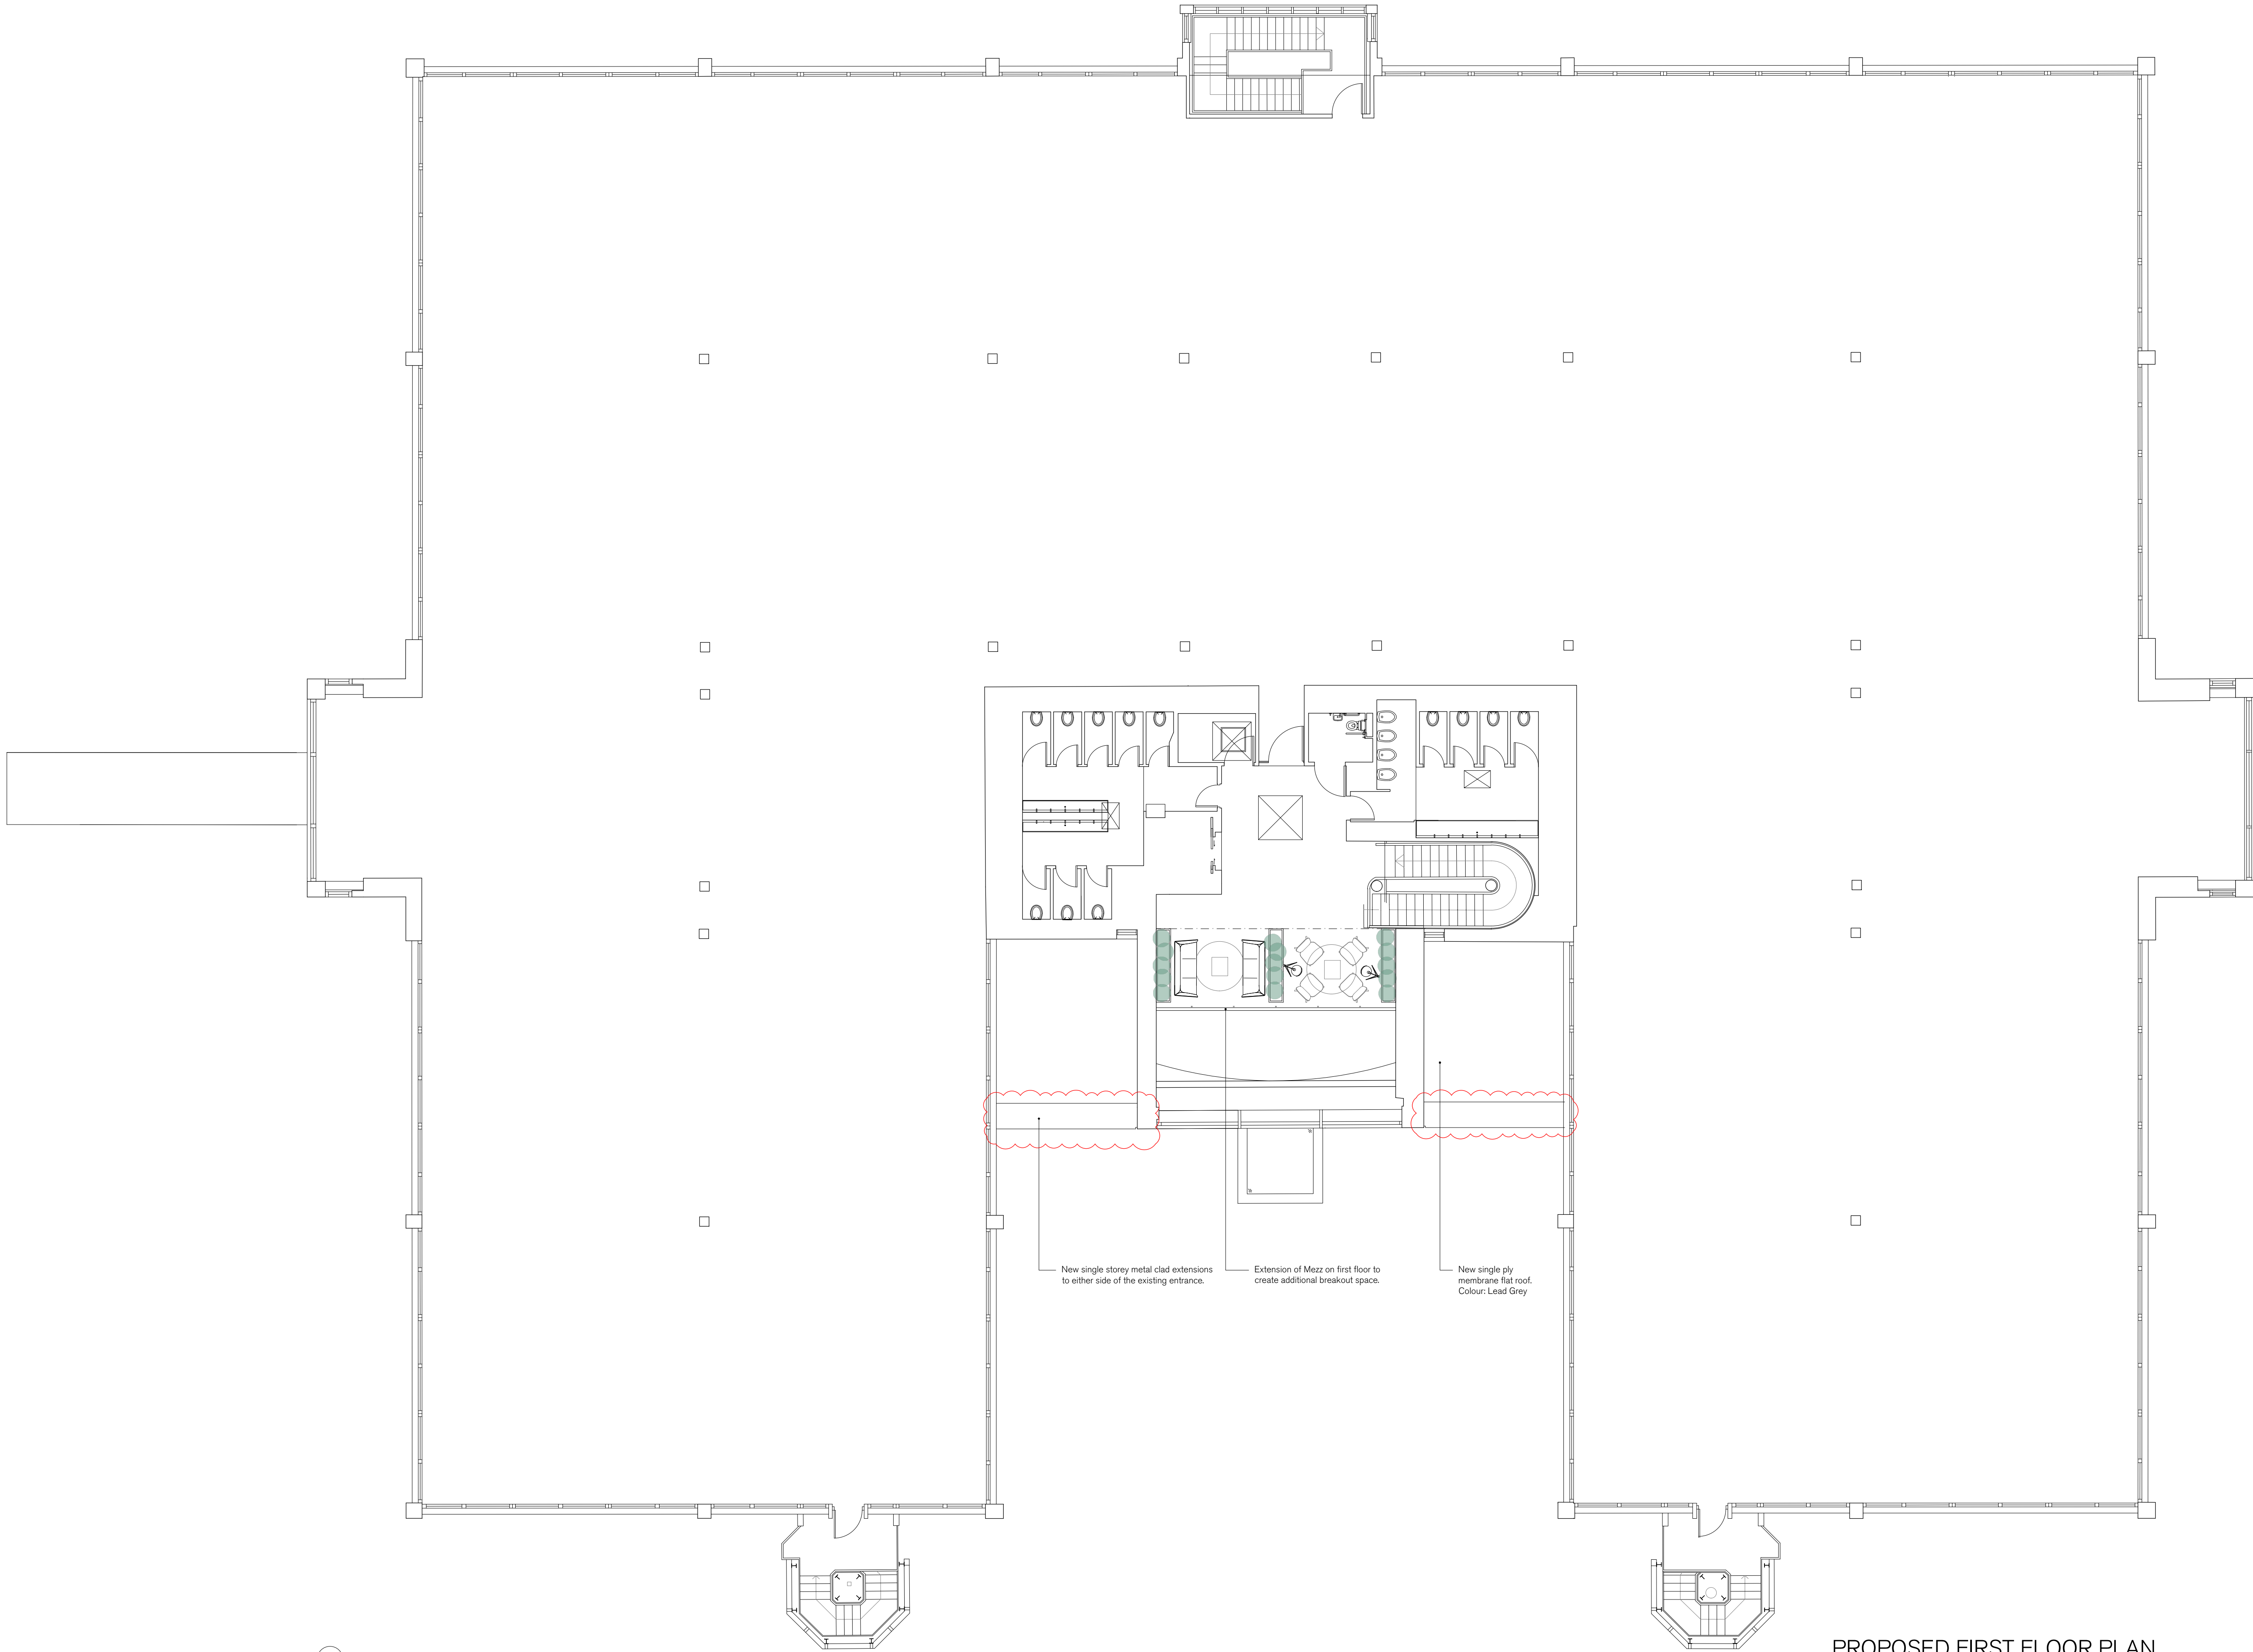 New single storey metal clad extensions
to either side of the existing entrance.
Extension of Mezz on first floor to
create additional breakout space.
New single ply
membrane flat roof.
Colour: Lead Grey
PROPOSED FIRST FLOOR PLAN